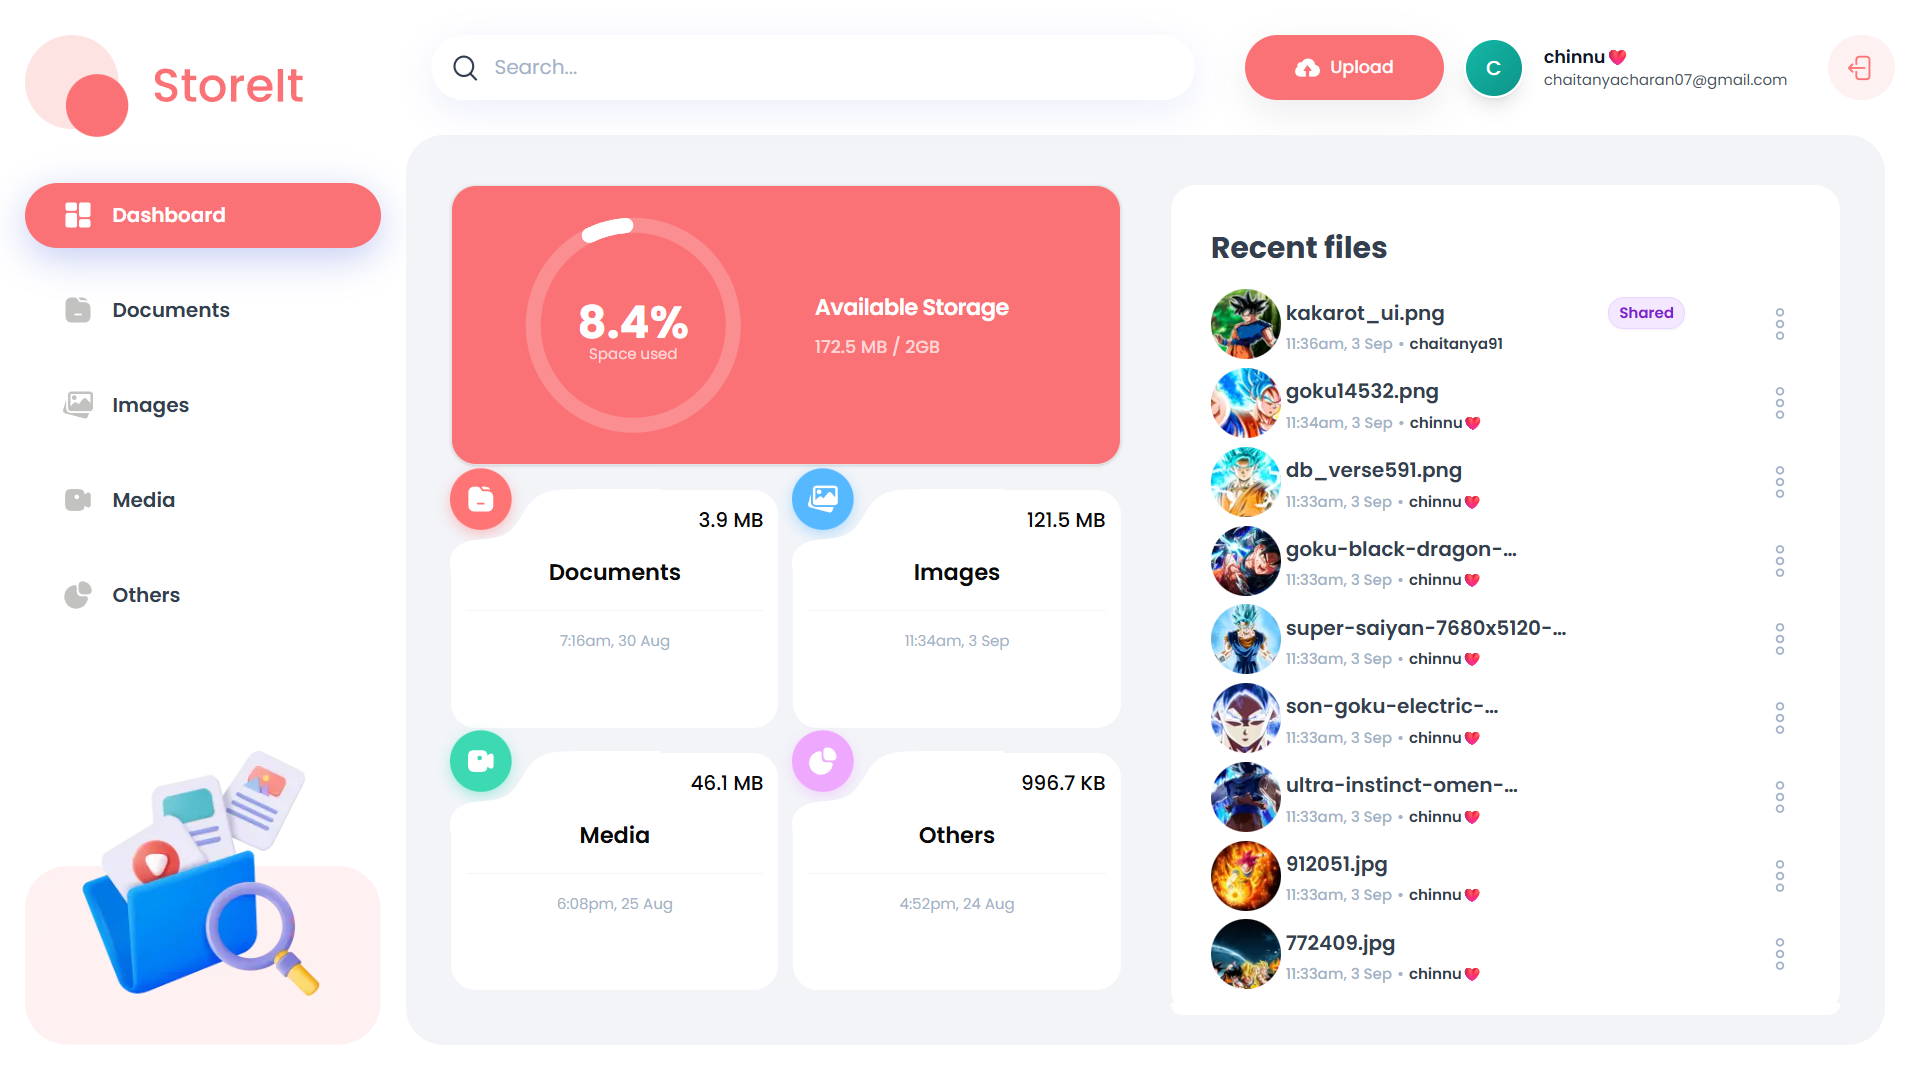 StoreIt
Search...
Upload
C
chinnu💖
chaitanyacharan07@gmail.com
Dashboard
Documents
Images
Media
Others
8.4%
Space used
Available Storage
172.5 MB / 2GB
3.9 MB
Documents
7:16am, 30 Aug
121.5 MB
Images
11:34am, 3 Sep
46.1 MB
Media
6:08pm, 25 Aug
996.7 KB
Others
4:52pm, 24 Aug
Recent files
kakarot_ui.png
Shared
11:36am, 3 Sep • chaitanya91
goku14532.png
11:34am, 3 Sep • chinnu💖
db_verse591.png
11:33am, 3 Sep • chinnu💖
goku-black-dragon-...
11:33am, 3 Sep • chinnu💖
super-saiyan-7680x5120-...
11:33am, 3 Sep • chinnu💖
son-goku-electric-...
11:33am, 3 Sep • chinnu💖
ultra-instinct-omen-...
11:33am, 3 Sep • chinnu💖
912051.jpg
11:33am, 3 Sep • chinnu💖
772409.jpg
11:33am, 3 Sep • chinnu💖